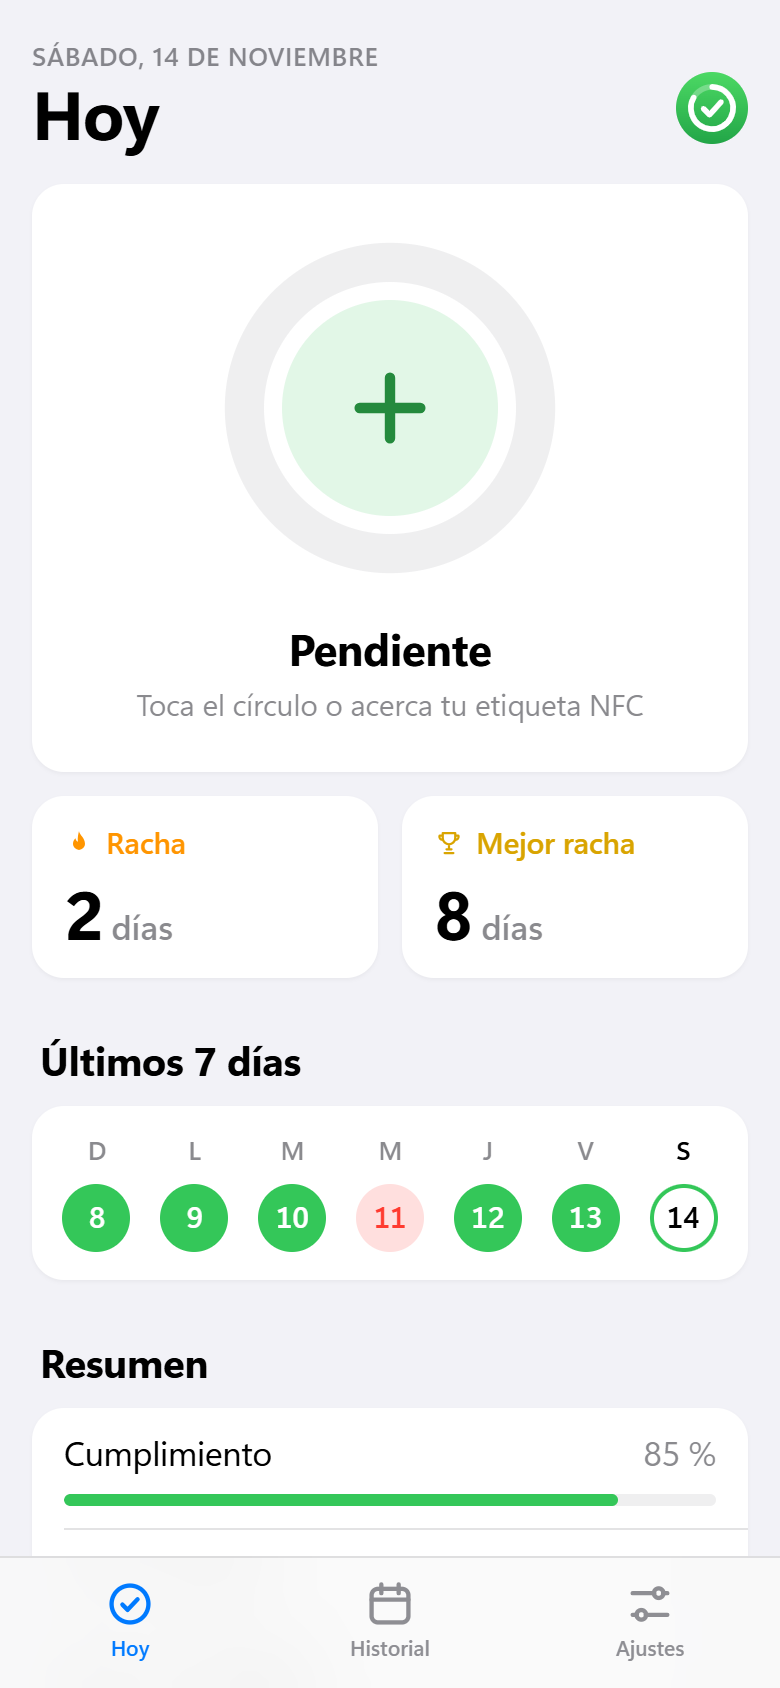 SÁBADO, 14 DE NOVIEMBRE
Hoy
Pendiente
Toca el círculo o acerca tu etiqueta NFC
Racha
2 días
Mejor racha
8 días
Últimos 7 días
D L M M J V S
8 9 10 11 12 13 14
Resumen
Cumplimiento 85 %
Hoy Historial Ajustes